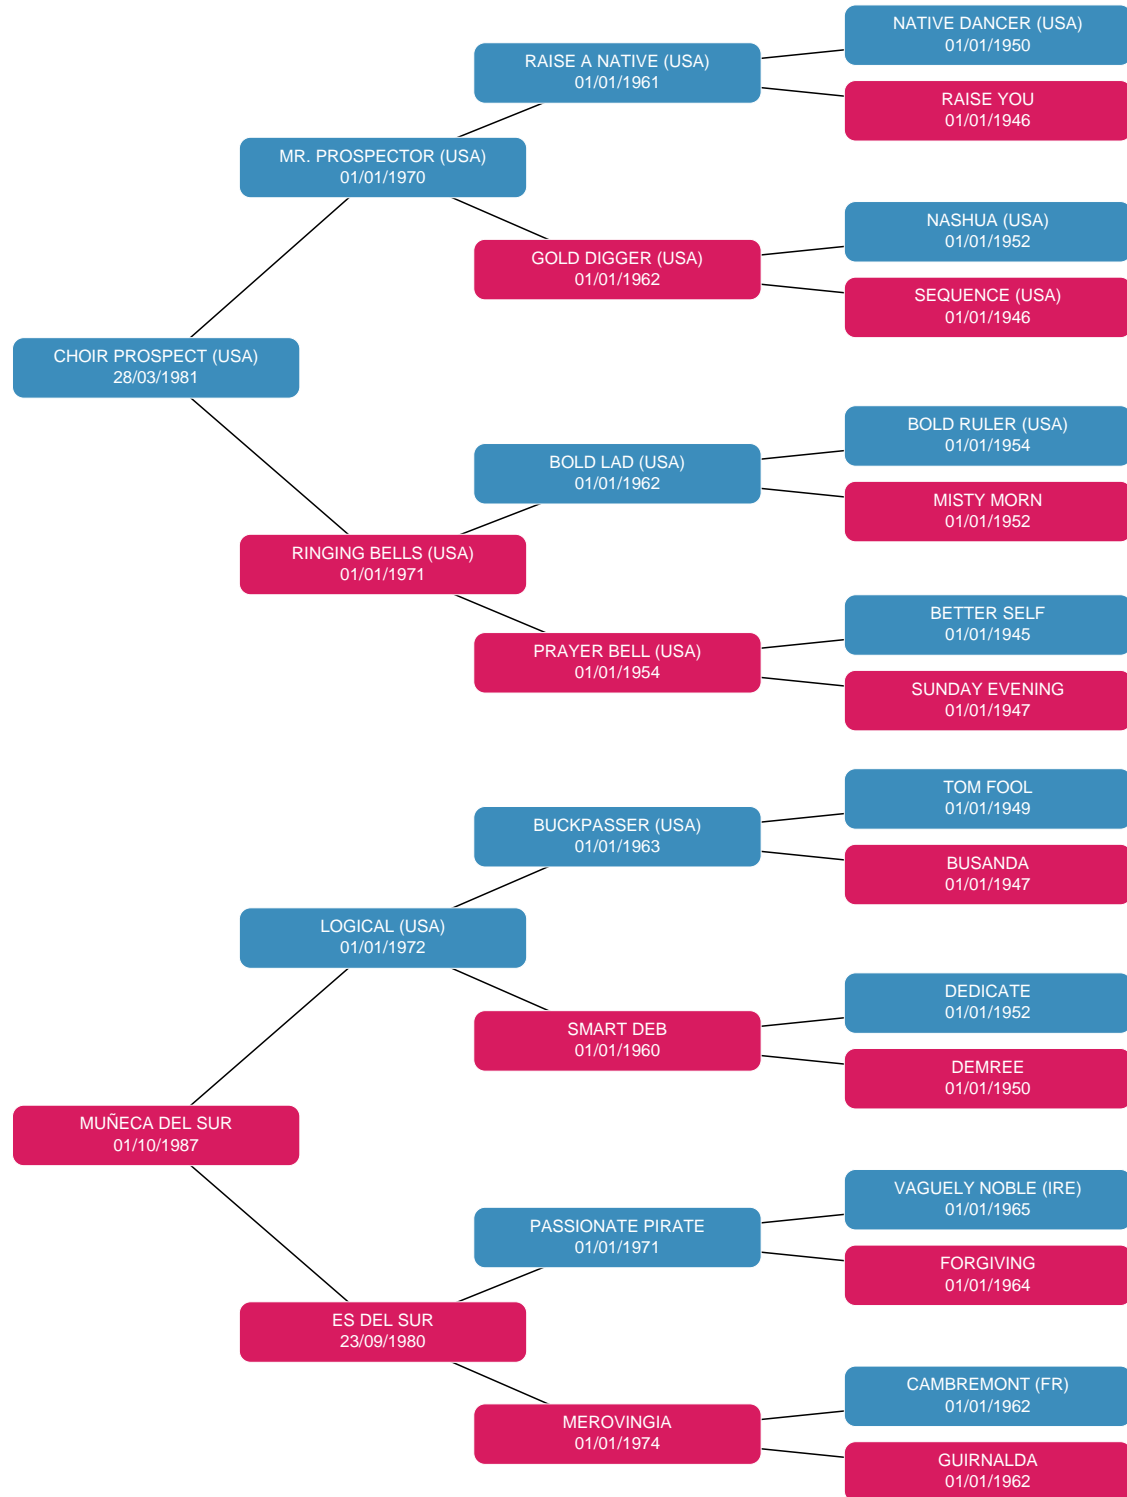 NATIVE DANCER (USA)
01/01/1950
RAISE A NATIVE (USA)
01/01/1961
RAISE YOU
01/01/1946
MR. PROSPECTOR (USA)
01/01/1970
NASHUA (USA)
01/01/1952
GOLD DIGGER (USA)
01/01/1962
SEQUENCE (USA)
01/01/1946
CHOIR PROSPECT (USA)
28/03/1981
BOLD RULER (USA)
01/01/1954
BOLD LAD (USA)
01/01/1962
MISTY MORN
01/01/1952
RINGING BELLS (USA)
01/01/1971
BETTER SELF
01/01/1945
PRAYER BELL (USA)
01/01/1954
SUNDAY EVENING
01/01/1947
TOM FOOL
01/01/1949
BUCKPASSER (USA)
01/01/1963
BUSANDA
01/01/1947
LOGICAL (USA)
01/01/1972
DEDICATE
01/01/1952
SMART DEB
01/01/1960
DEMREE
01/01/1950
MUÑECA DEL SUR
01/10/1987
VAGUELY NOBLE (IRE)
01/01/1965
PASSIONATE PIRATE
01/01/1971
FORGIVING
01/01/1964
ES DEL SUR
23/09/1980
CAMBREMONT (FR)
01/01/1962
MEROVINGIA
01/01/1974
GUIRNALDA
01/01/1962